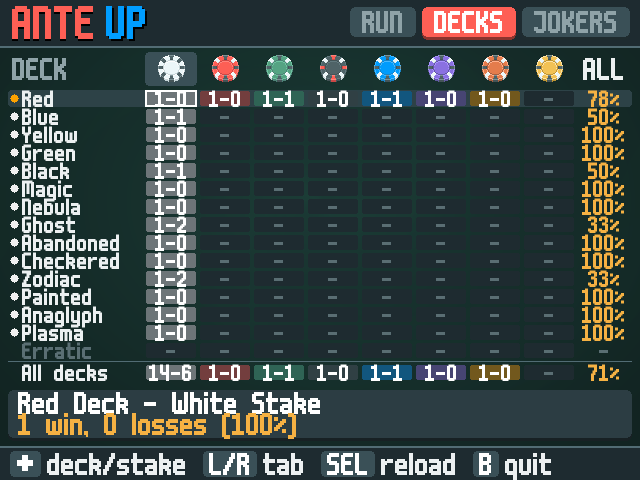 ANTE UP RUN DECKS JOKERS
DECK ALL
Red 1-0 1-0 1-1 1-0 1-1 1-0 1-0 - 78%
Blue 1-1 - - - - - - - 50%
Yellow 1-0 - - - - - - - 100%
Green 1-0 - - - - - - - 100%
Black 1-1 - - - - - - - 50%
Magic 1-0 - - - - - - - 100%
Nebula 1-0 - - - - - - - 100%
Ghost 1-2 - - - - - - - 33%
Abandoned 1-0 - - - - - - - 100%
Checkered 1-0 - - - - - - - 100%
Zodiac 1-2 - - - - - - - 33%
Painted 1-0 - - - - - - - 100%
Anaglyph 1-0 - - - - - - - 100%
Plasma 1-0 - - - - - - - 100%
Erratic - - - - - - - - -
All decks 14-6 1-0 1-1 1-0 1-1 1-0 1-0 - 71%
Red Deck - White Stake
1 win, 0 losses (100%)
deck/stake L/R tab SEL reload B quit